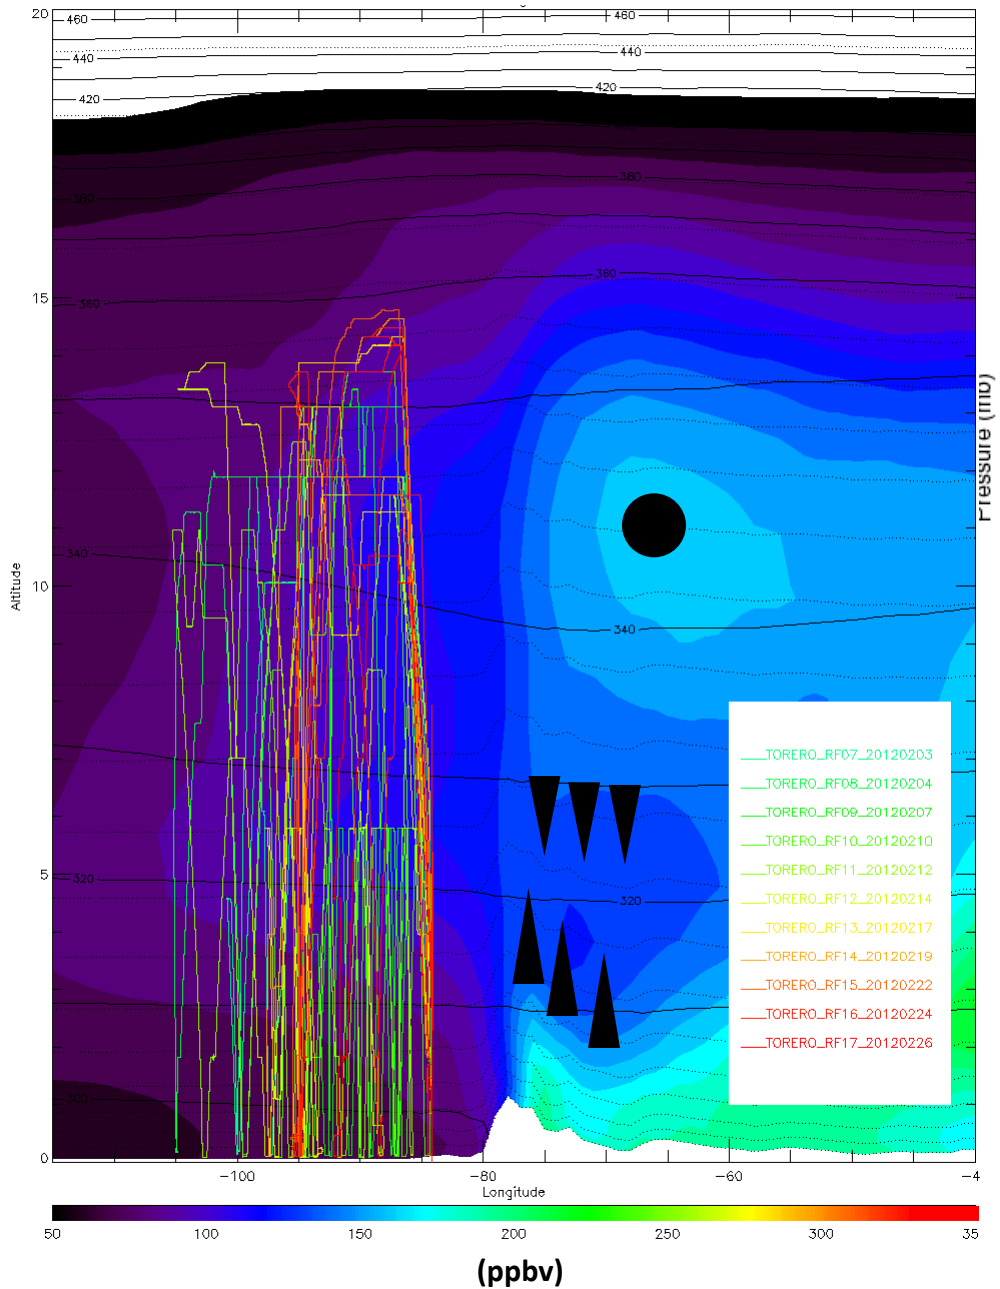 20
460
460
440
440
420
420
380
380
360
360
15
Pressure (mb)
340
340
Altitude
10
TORERO_RF07_20120203
TORERO_RF08_20120204
TORERO_RF09_20120207
TORERO_RF10_20120210
TORERO_RF11_20120212
TORERO_RF12_20120214
TORERO_RF13_20120217
TORERO_RF14_20120219
TORERO_RF15_20120222
TORERO_RF16_20120224
TORERO_RF17_20120226
5
320
320
300
0
-100
-80
-60
-4
Longitude
50
100
150
200
250
300
35
(ppbv)